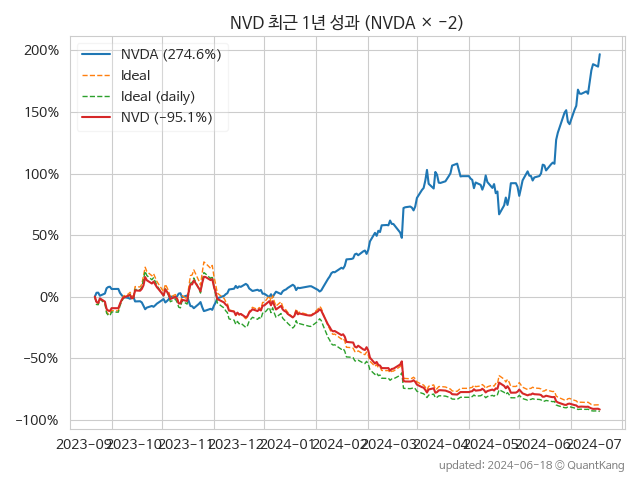 NVD 최근 1년 성과 (NVDA × −2)
200%
150%
100%
50%
0%
−50%
−100%
NVDA (274.6%)
Ideal
Ideal (daily)
NVD (−95.1%)
2023-09 2023-10 2023-11 2023-12 2024-01 2024-02 2024-03 2024-04 2024-05 2024-06 2024-07
updated: 2024-06-18 © QuantKang